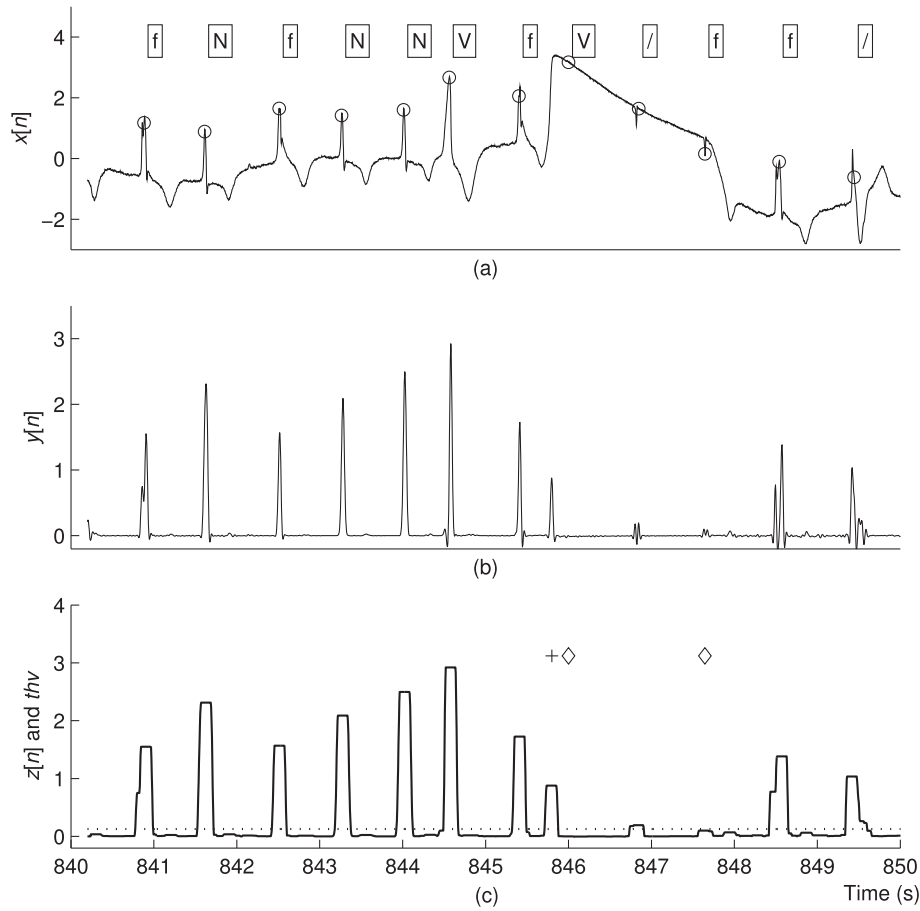 4
2
0
−2
x[n]
f N f N N V f V / f f /
(a)
3
2
1
0
y[n]
(b)
4
3
2
1
0
z[n] and thv
840 841 842 843 844 845 846 847 848 849 850
(c)
Time (s)